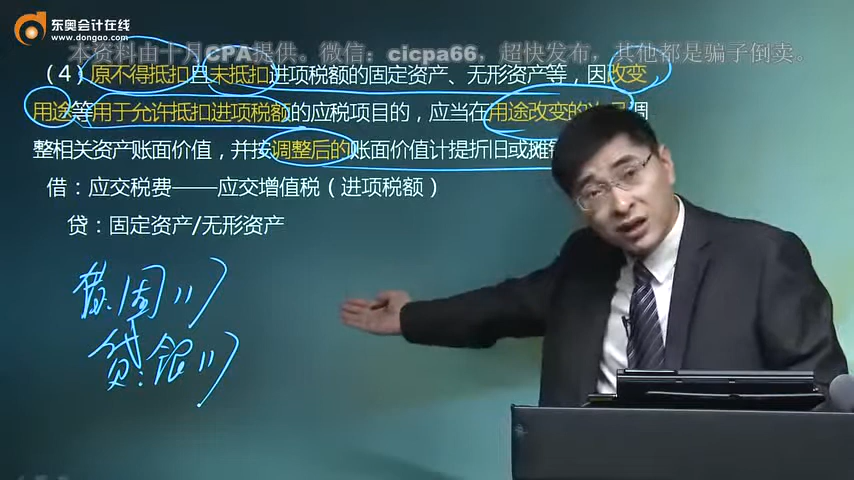 东奥会计在线
www.dongao.com
本资料由十月CPA提供。微信：cicpa66，超快发布，其他都是骗子倒卖。
（4）原不得抵扣且未抵扣进项税额的固定资产、无形资产等，因改变
用途等用于允许抵扣进项税额的应税项目的，应当在用途改变的次月调
整相关资产账面价值，并按调整后的账面价值计提折旧或摊
借：应交税费——应交增值税（进项税额）
贷：固定资产/无形资产
借：固 117
贷：银 117